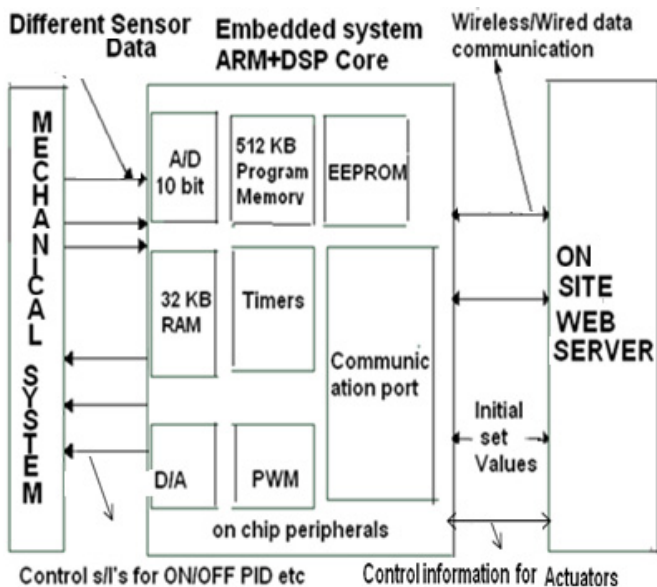 Different Sensor
Data
Embedded system
ARM+DSP Core
Wireless/Wired data
communication
MECHANICAL SYSTEM
A/D
10 bit
512 KB
Program
Memory
EEPROM
32 KB
RAM
Timers
Communic
ation port
D/A
PWM
on chip peripherals
Initial
set
Values
ON
SITE
WEB
SERVER
Control s/l's for ON/OFF PID etc
Control information for Actuators